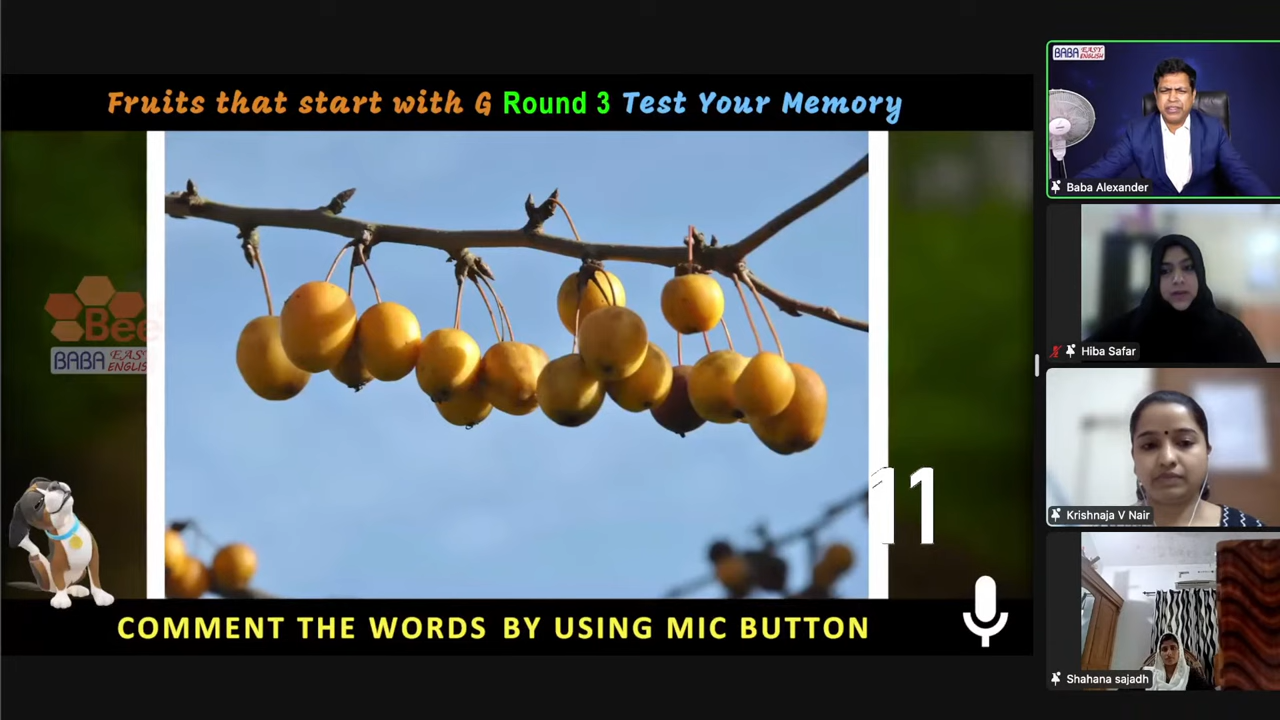 Fruits that start with G Round 3 Test Your Memory
Bee
BABA EASY ENGLISH
11
COMMENT THE WORDS BY USING MIC BUTTON
BABA EASY ENGLISH
Baba Alexander
Hiba Safar
Krishnaja V Nair
Shahana sajadh